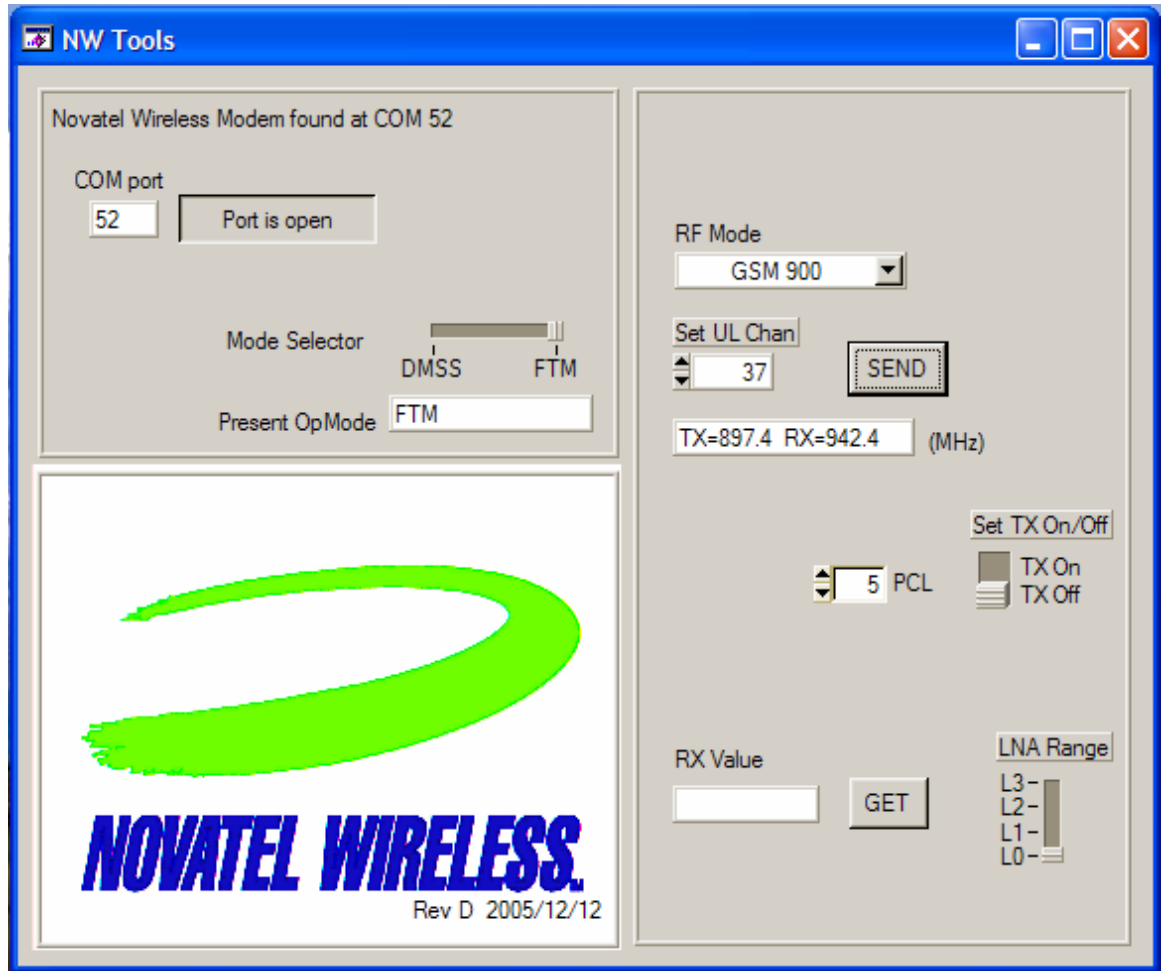 NW Tools
Novatel Wireless Modem found at COM 52
COM port
52
Port is open
Mode Selector
DMSS
FTM
Present OpMode
FTM
NOVATEL WIRELESS™
Rev D 2005/12/12
RF Mode
GSM 900
Set UL Chan
37
SEND
TX=897.4 RX=942.4
(MHz)
Set TX On/Off
5 PCL
TX On
TX Off
RX Value
GET
LNA Range
L3
L2
L1
L0